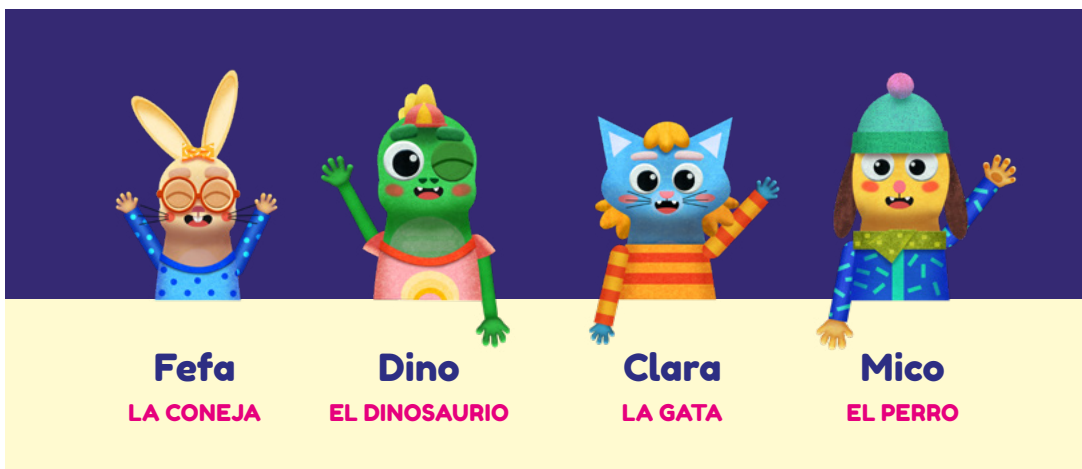 Fefa
LA CONEJA
Dino
EL DINOSAURIO
Clara
LA GATA
Mico
EL PERRO